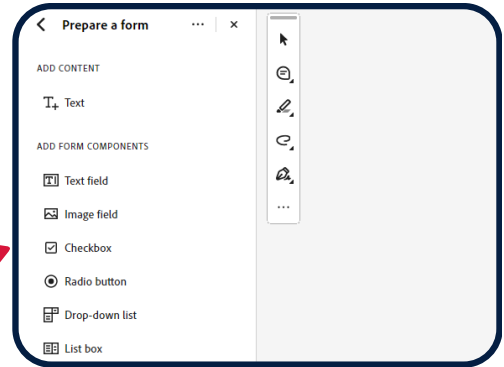 Prepare a form
ADD CONTENT
Text
ADD FORM COMPONENTS
Text field
Image field
Checkbox
Radio button
Drop-down list
List box